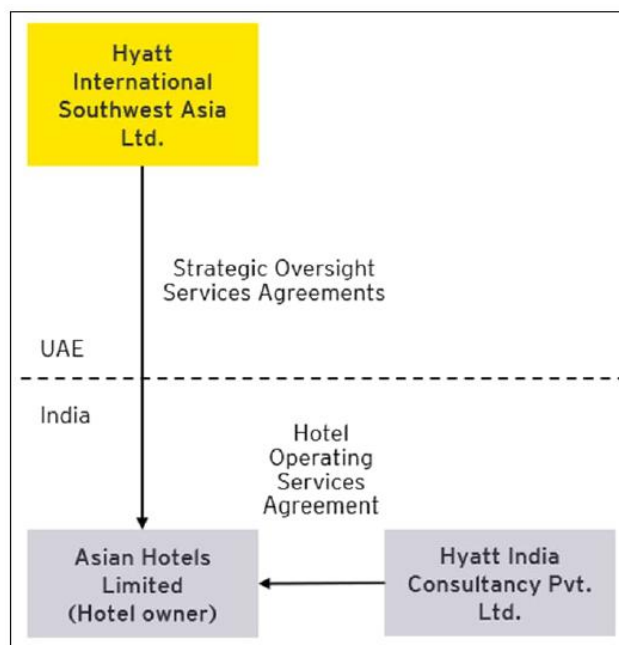 Hyatt
International
Southwest Asia
Ltd.
Strategic Oversight
Services Agreements
UAE
India
Hotel
Operating
Services
Agreement
Asian Hotels
Limited
(Hotel owner)
Hyatt India
Consultancy Pvt.
Ltd.